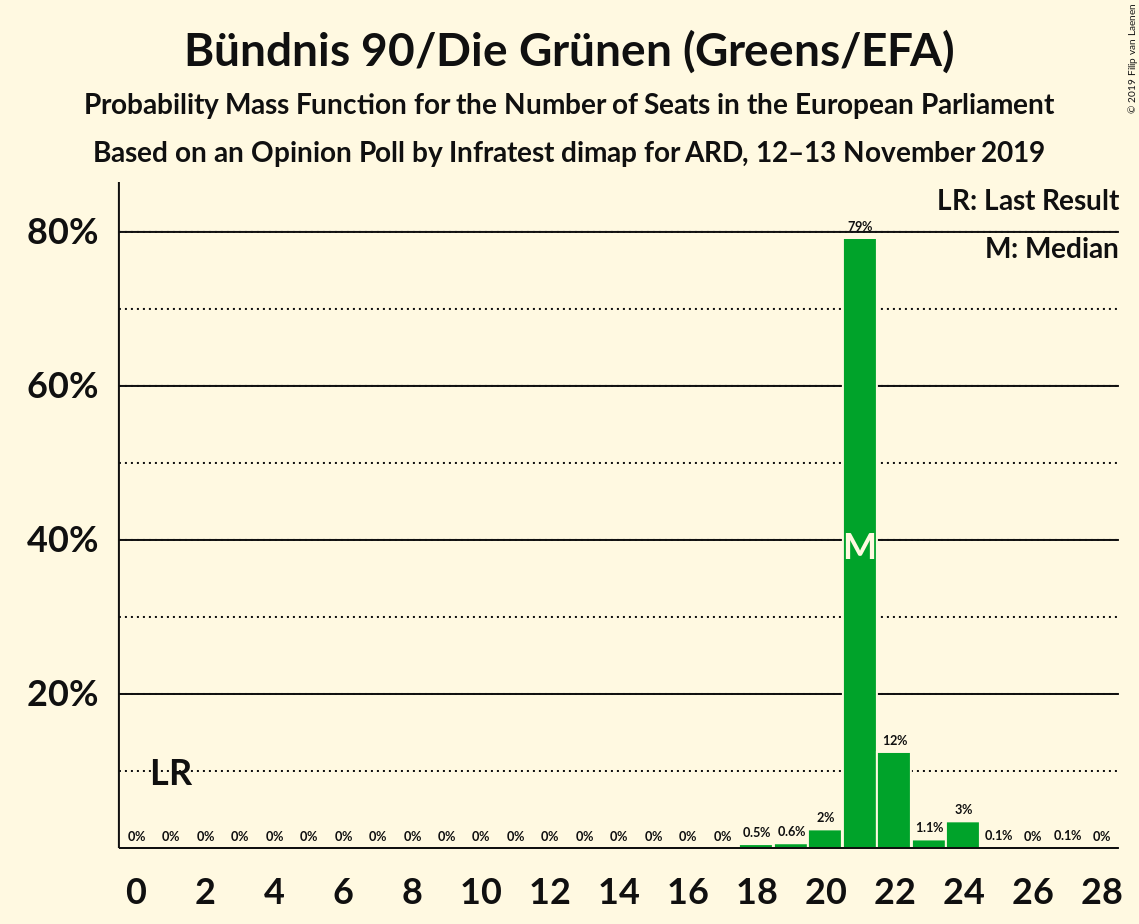 Bündnis 90/Die Grünen (Greens/EFA)
Probability Mass Function for the Number of Seats in the European Parliament
Based on an Opinion Poll by Infratest dimap for ARD, 12–13 November 2019
© 2019 Filip van Laenen
LR: Last Result
M: Median
80%
60%
40%
20%
79%
M
LR
0% 0% 0% 0% 0% 0% 0% 0% 0% 0% 0% 0% 0% 0% 0% 0% 0% 0% 0.5% 0.6% 2% 12% 1.1% 3% 0.1% 0% 0.1% 0%
0 2 4 6 8 10 12 14 16 18 20 22 24 26 28